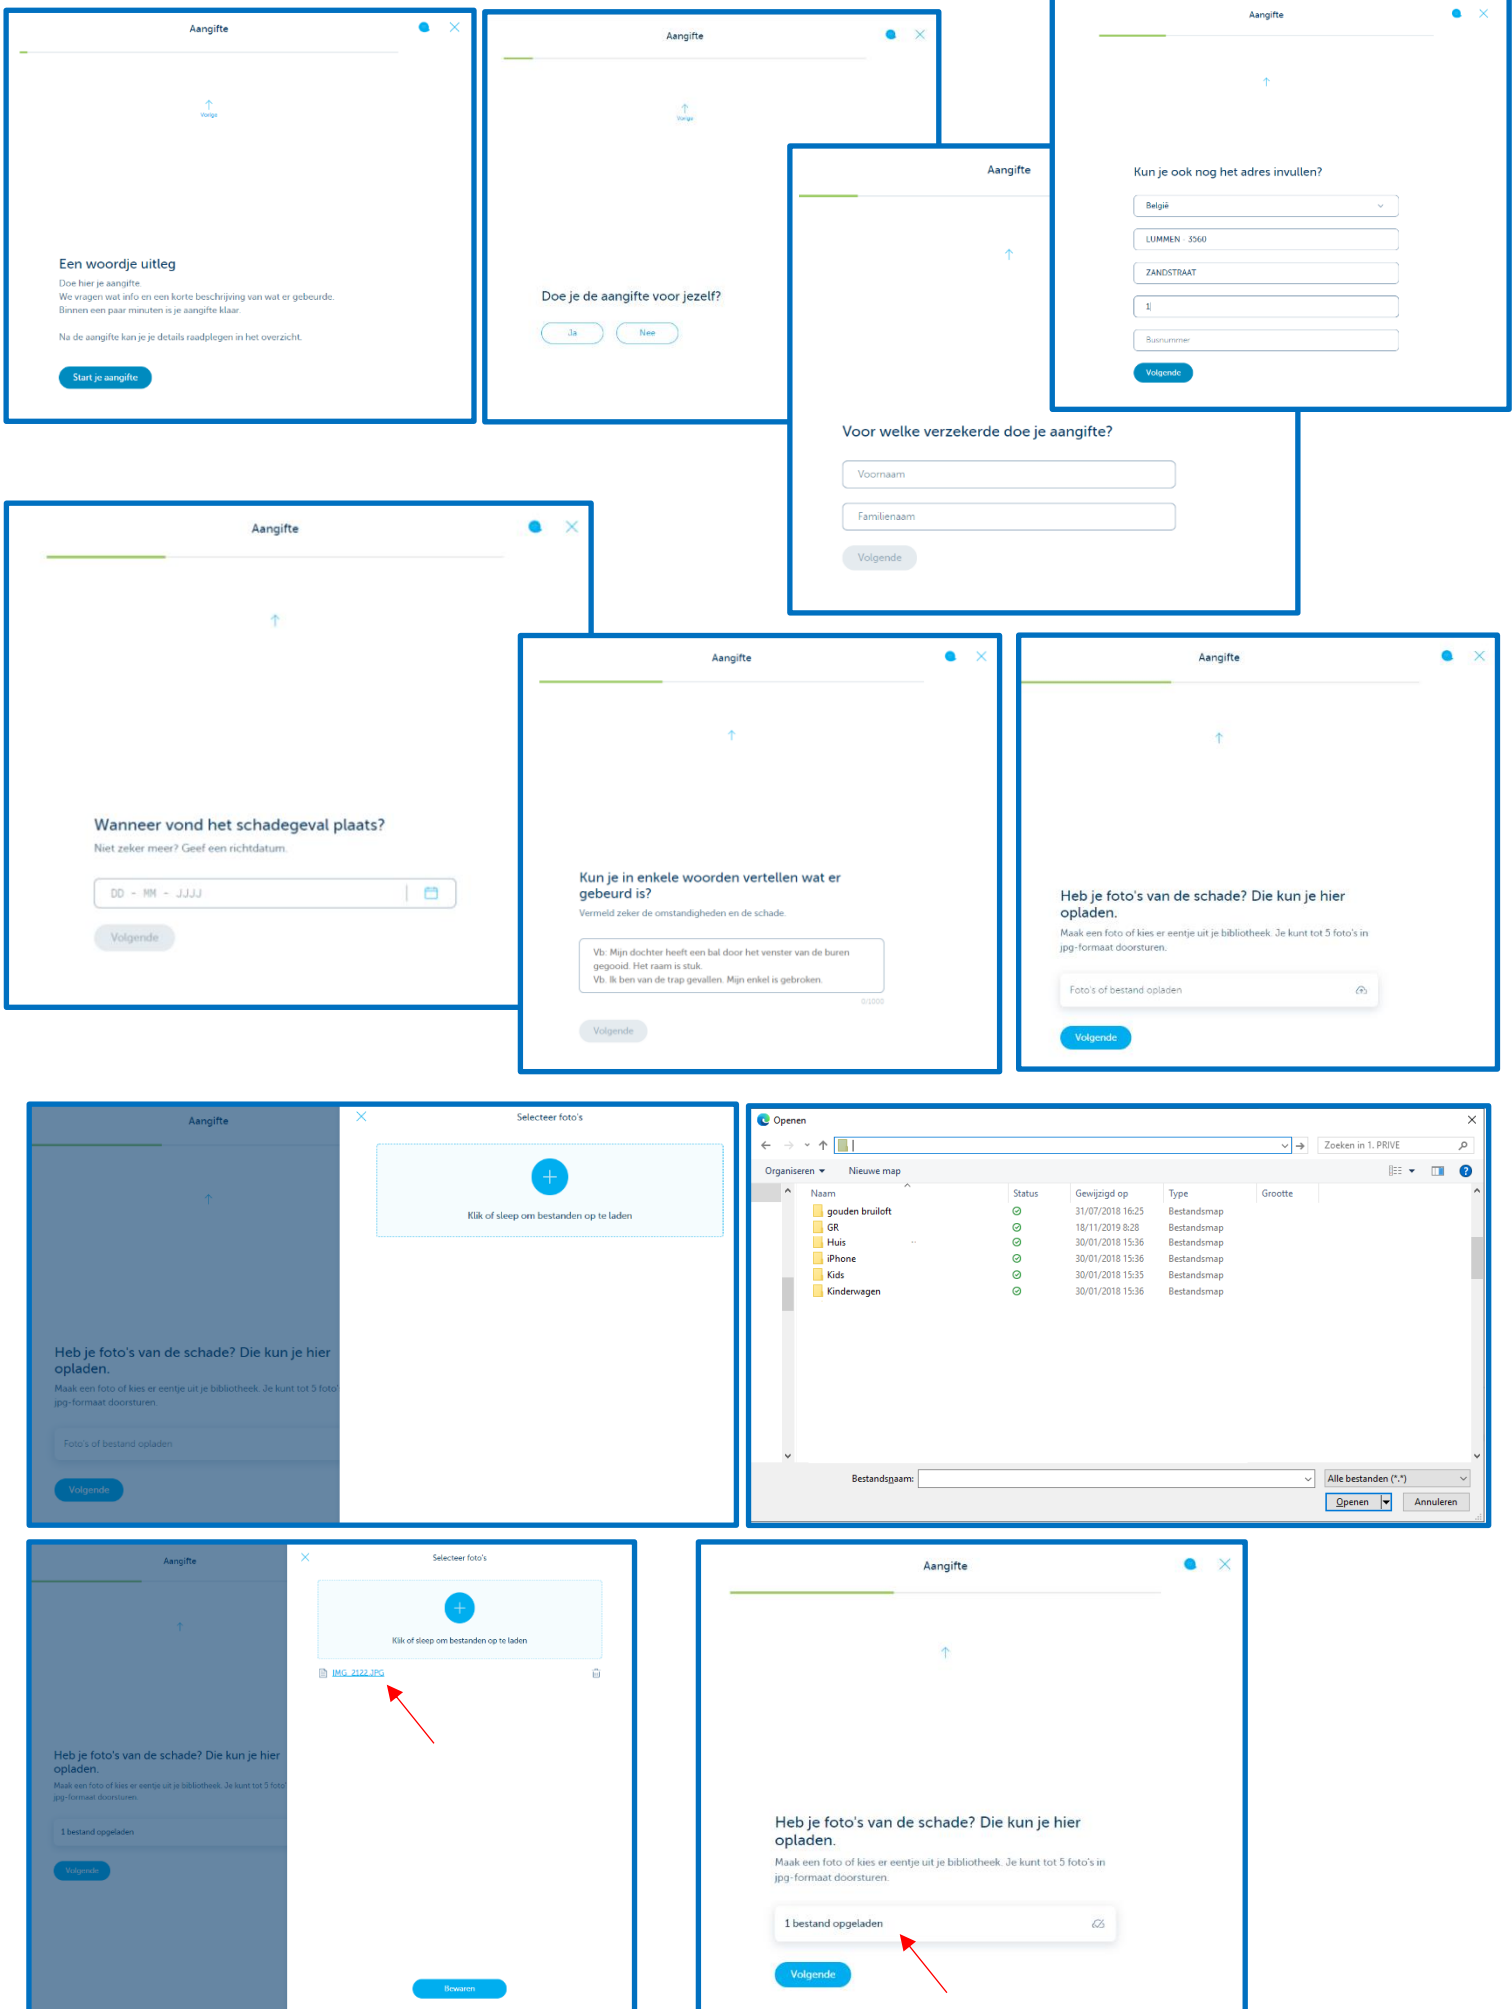 Aangifte
Vorige
Een woordje uitleg
Doe hier je aangifte.
We vragen wat info en een korte beschrijving van wat er gebeurde.
Binnen een paar minuten is je aangifte klaar.
Na de aangifte kan je je details raadplegen in het overzicht.
Start je aangifte
Aangifte
Vorige
Doe je de aangifte voor jezelf?
Ja
Nee
Aangifte
Voor welke verzekerde doe je aangifte?
Voornaam
Familienaam
Volgende
Aangifte
Kun je ook nog het adres invullen?
België
LUMMEN - 3560
ZANDSTRAAT
1
Busnummer
Volgende
Aangifte
Wanneer vond het schadegeval plaats?
Niet zeker meer? Geef een richtdatum.
DD - MM - JJJJ
Volgende
Aangifte
Kun je in enkele woorden vertellen wat er
gebeurd is?
Vermeld zeker de omstandigheden en de schade.
Vb: Mijn dochter heeft een bal door het venster van de buren
gegooid. Het raam is stuk.
Vb. Ik ben van de trap gevallen. Mijn enkel is gebroken.
0/1000
Volgende
Aangifte
Heb je foto's van de schade? Die kun je hier
opladen.
Maak een foto of kies er eentje uit je bibliotheek. Je kunt tot 5 foto's in
jpg-formaat doorsturen.
Foto's of bestand opladen
Volgende
Aangifte
Heb je foto's van de schade? Die kun je hier
opladen.
Maak een foto of kies er eentje uit je bibliotheek. Je kunt tot 5 foto'
jpg-formaat doorsturen.
Foto's of bestand opladen
Volgende
Selecteer foto's
Klik of sleep om bestanden op te laden
Openen
Zoeken in 1. PRIVE
Organiseren
Nieuwe map
Naam Status Gewijzigd op Type Grootte
gouden bruiloft 31/07/2018 16:25 Bestandsmap
GR 18/11/2019 8:28 Bestandsmap
Huis 30/01/2018 15:36 Bestandsmap
iPhone 30/01/2018 15:36 Bestandsmap
Kids 30/01/2018 15:35 Bestandsmap
Kinderwagen 30/01/2018 15:36 Bestandsmap
Bestandsnaam:
Alle bestanden (*.*)
Openen
Annuleren
Aangifte
Heb je foto's van de schade? Die kun je hier
opladen.
Maak een foto of kies er eentje uit je bibliotheek. Je kunt tot 5 foto'
jpg-formaat doorsturen.
1 bestand opgeladen
Volgende
Selecteer foto's
Klik of sleep om bestanden op te laden
IMG_2122.JPG
Bewaren
Aangifte
Heb je foto's van de schade? Die kun je hier
opladen.
Maak een foto of kies er eentje uit je bibliotheek. Je kunt tot 5 foto's in
jpg-formaat doorsturen.
1 bestand opgeladen
Volgende